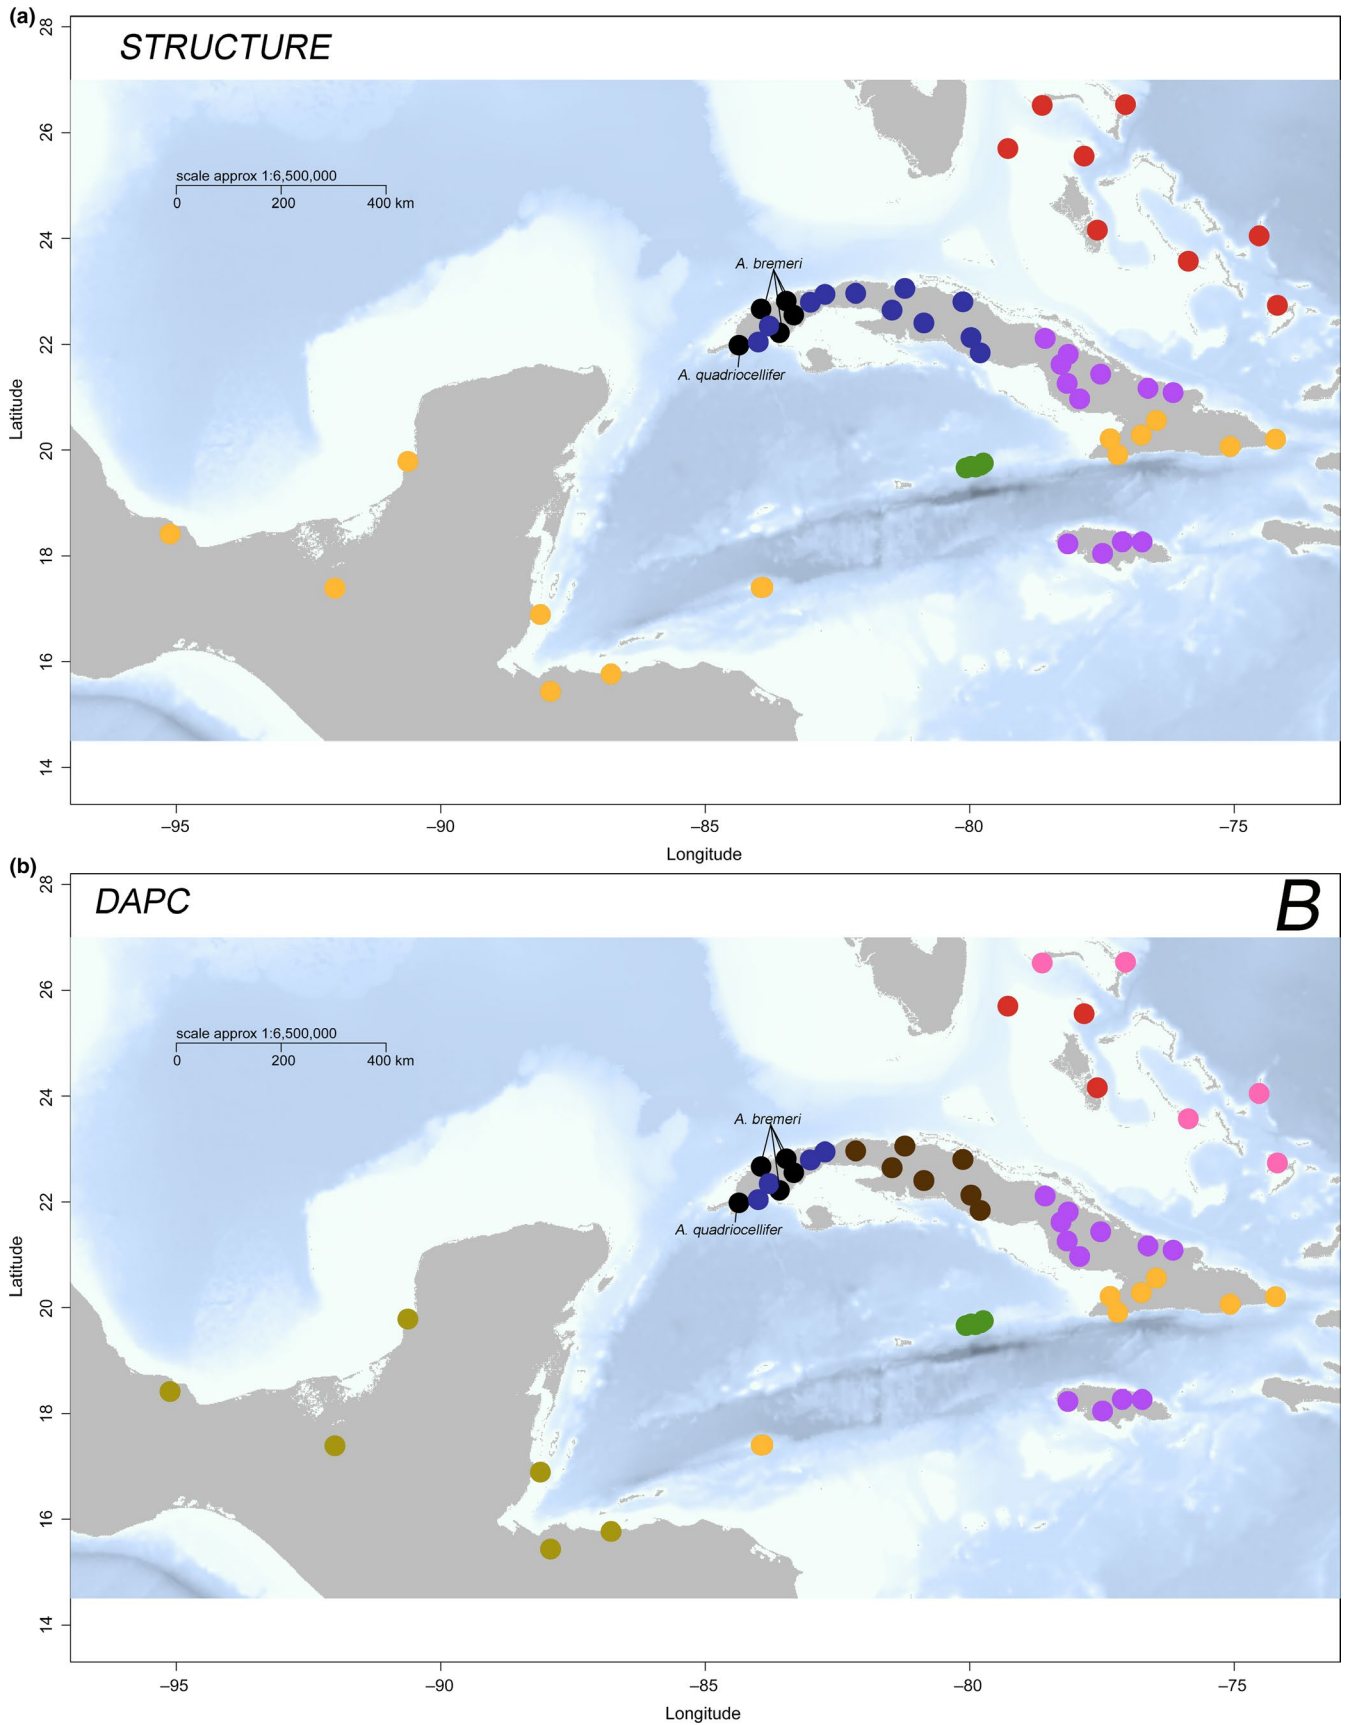 (a)
STRUCTURE
28
26
24
22
20
18
16
14
Latitude
scale approx 1:6,500,000
0 200 400 km
A. bremeri
A. quadriocellifer
–95 –90 –85 –80 –75
Longitude
(b)
DAPC
B
28
26
24
22
20
18
16
14
Latitude
scale approx 1:6,500,000
0 200 400 km
A. bremeri
A. quadriocellifer
–95 –90 –85 –80 –75
Longitude